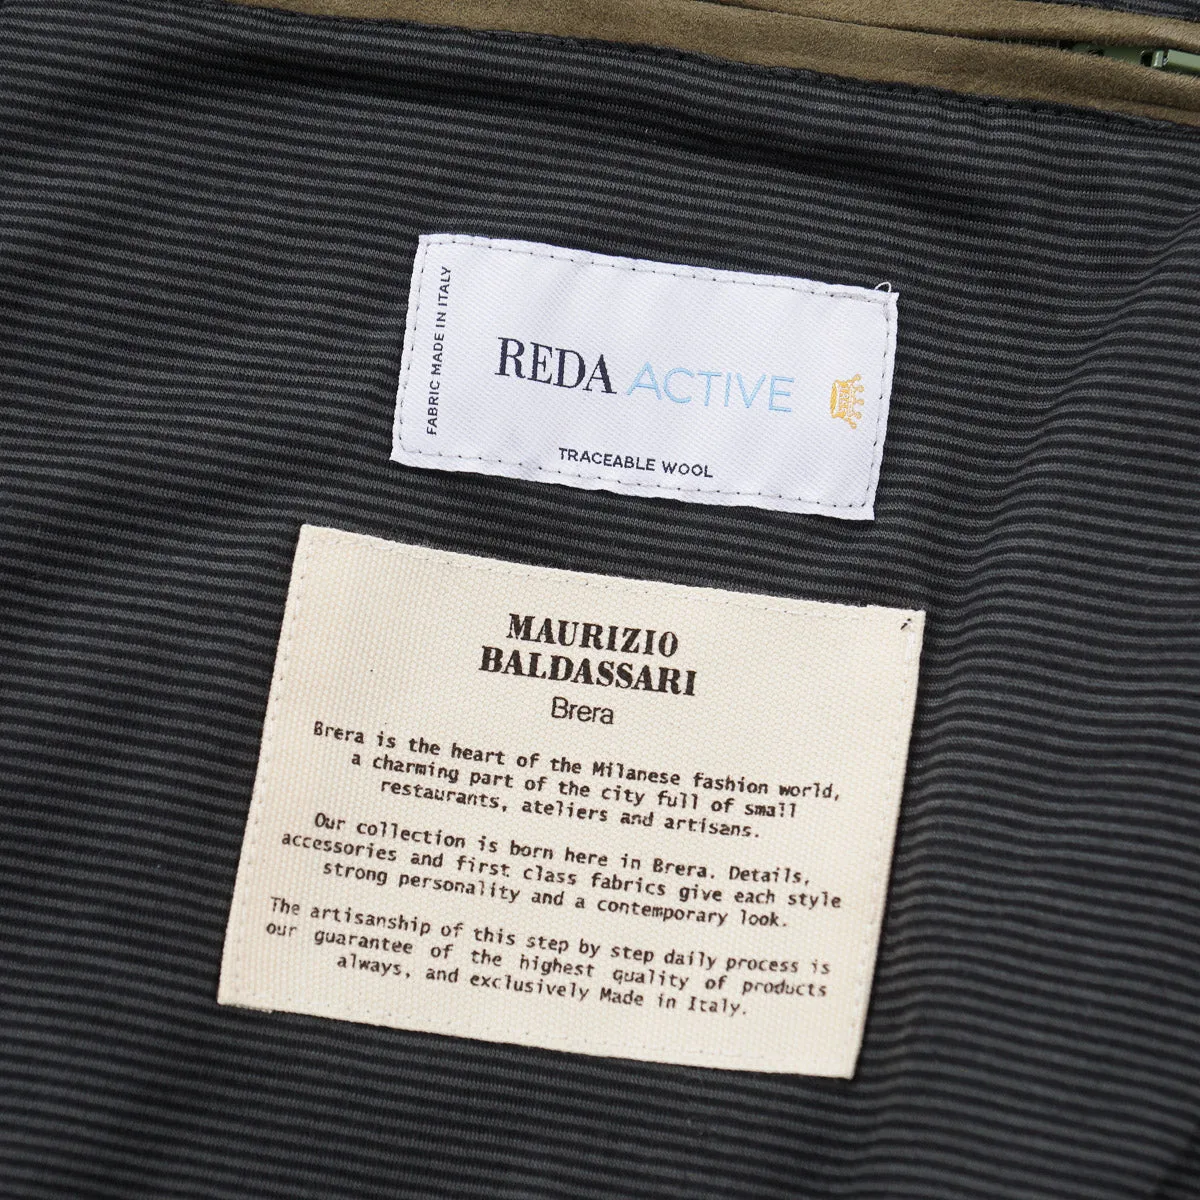 FABRIC MADE IN ITALY
REDA ACTIVE
TRACEABLE WOOL
MAURIZIO
BALDASSARI
Brera
Brera is the heart of the Milanese fashion world,
a charming part of the city full of small
restaurants, ateliers and artisans.
Our collection is born here in Brera. Details,
accessories and first class fabrics give each style
strong personality and a contemporary look.
The artisanship of this step by step daily process is
our guarantee of the highest quality of products
always, and exclusively Made in Italy.